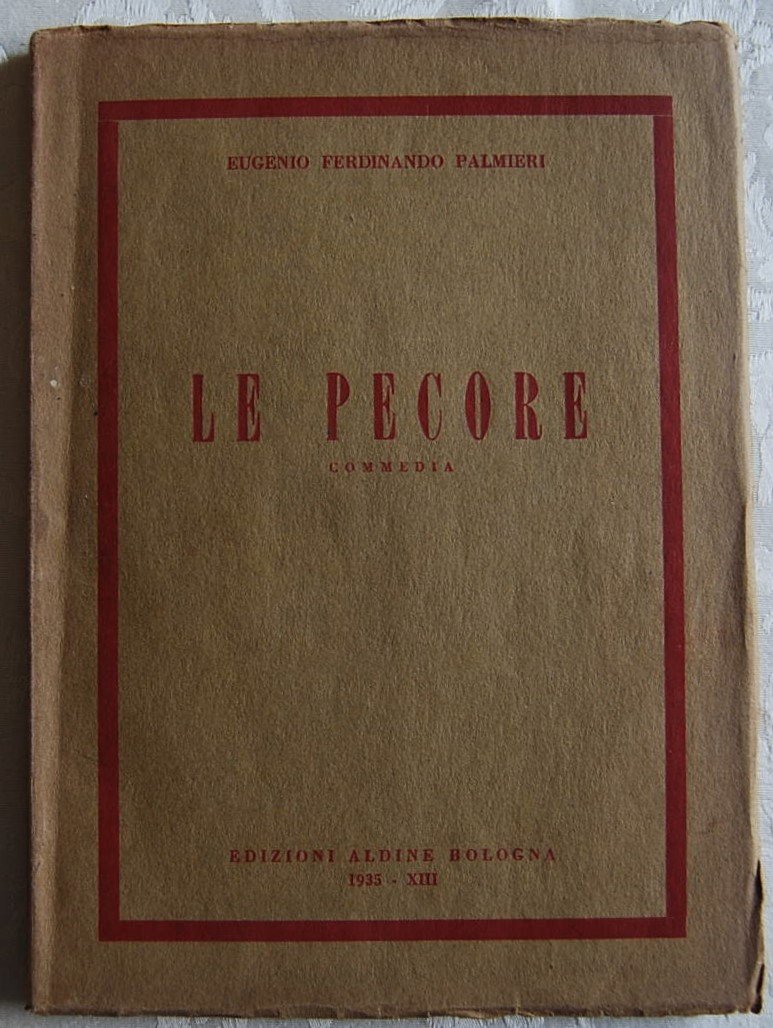 EUGENIO FERDINANDO PALMIERI
LE PECORE
COMMEDIA
EDIZIONI ALDINE BOLOGNA
1935 - XIII